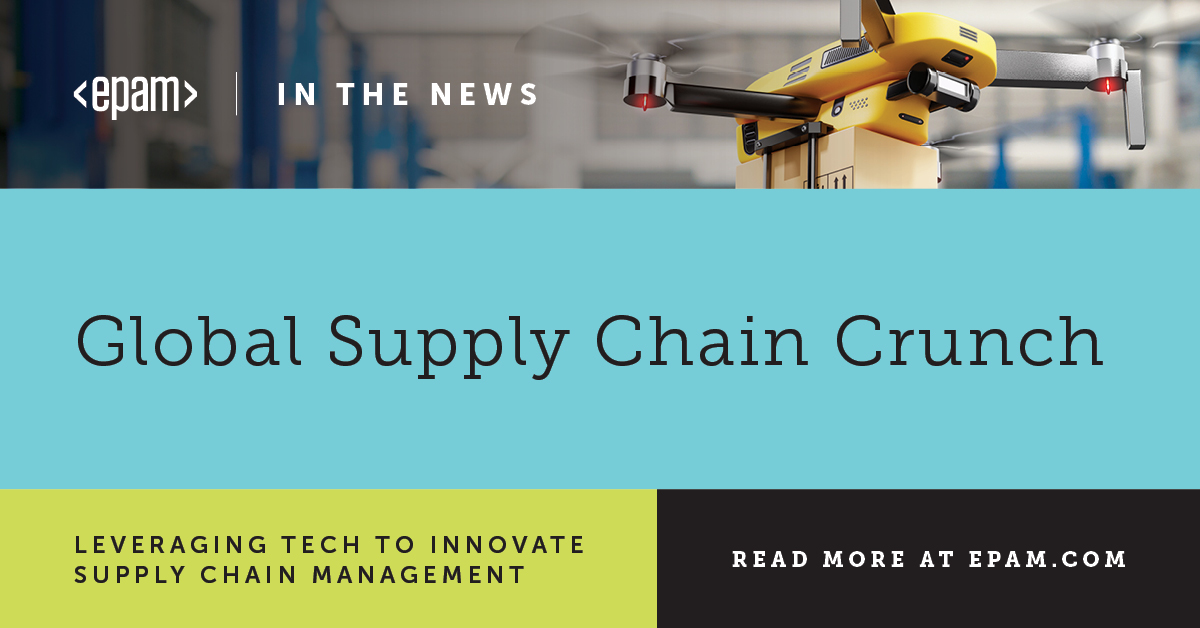 <epam> | IN THE NEWS
Global Supply Chain Crunch
LEVERAGING TECH TO INNOVATE
SUPPLY CHAIN MANAGEMENT
READ MORE AT EPAM.COM